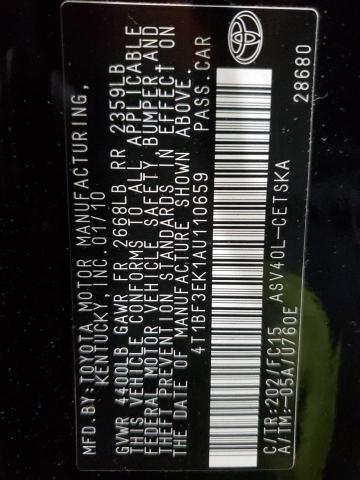 MFD. BY: TOYOTA MOTOR MANUFACTURING,
KENTUCKY, INC. 01/10
GVWR 4400LB GAWR FR 2668LB RR 2359LB
THIS VEHICLE CONFORMS TO ALL APPLICABLE
FEDERAL MOTOR VEHICLE SAFETY, BUMPER AND
THEFT PREVENTION STANDARDS IN EFFECT ON
DATE OF MANUFACTURE SHOWN ABOVE.
4T1BF3EK1AU110659 PASS. CAR
C/TR: 202/FC15 ASV40L-CETSKA
A/TM: -05A/U760E 28680